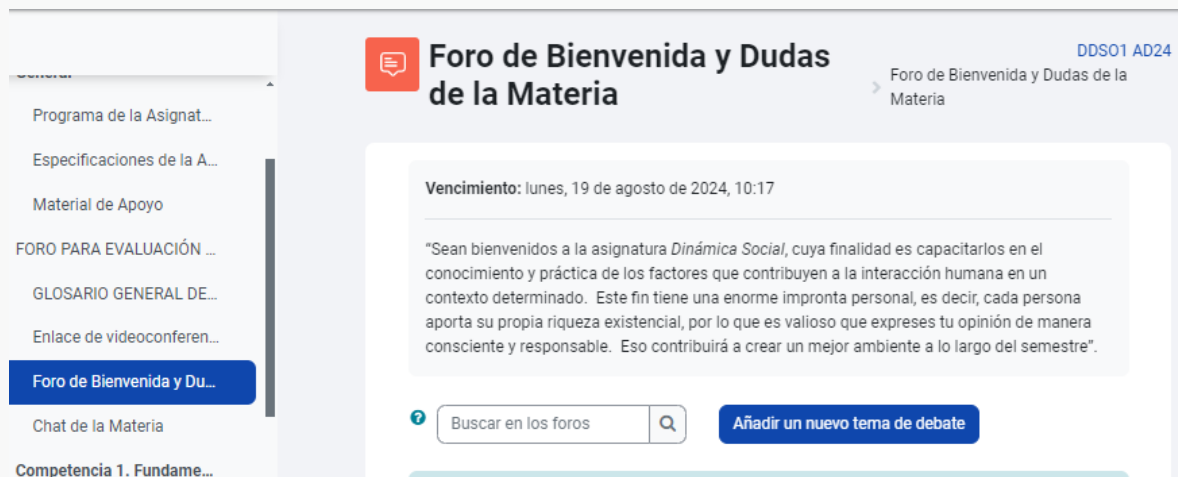 General
Programa de la Asignat...
Especificaciones de la A...
Material de Apoyo
FORO PARA EVALUACIÓN ...
GLOSARIO GENERAL DE...
Enlace de videoconferen...
Foro de Bienvenida y Du...
Chat de la Materia
Competencia 1. Fundame...
Foro de Bienvenida y Dudas
de la Materia
DDSO1 AD24
Foro de Bienvenida y Dudas de la
Materia
Vencimiento: lunes, 19 de agosto de 2024, 10:17
“Sean bienvenidos a la asignatura Dinámica Social, cuya finalidad es capacitarlos en el
conocimiento y práctica de los factores que contribuyen a la interacción humana en un
contexto determinado. Este fin tiene una enorme impronta personal, es decir, cada persona
aporta su propia riqueza existencial, por lo que es valioso que expreses tu opinión de manera
consciente y responsable. Eso contribuirá a crear un mejor ambiente a lo largo del semestre”.
Buscar en los foros
Añadir un nuevo tema de debate